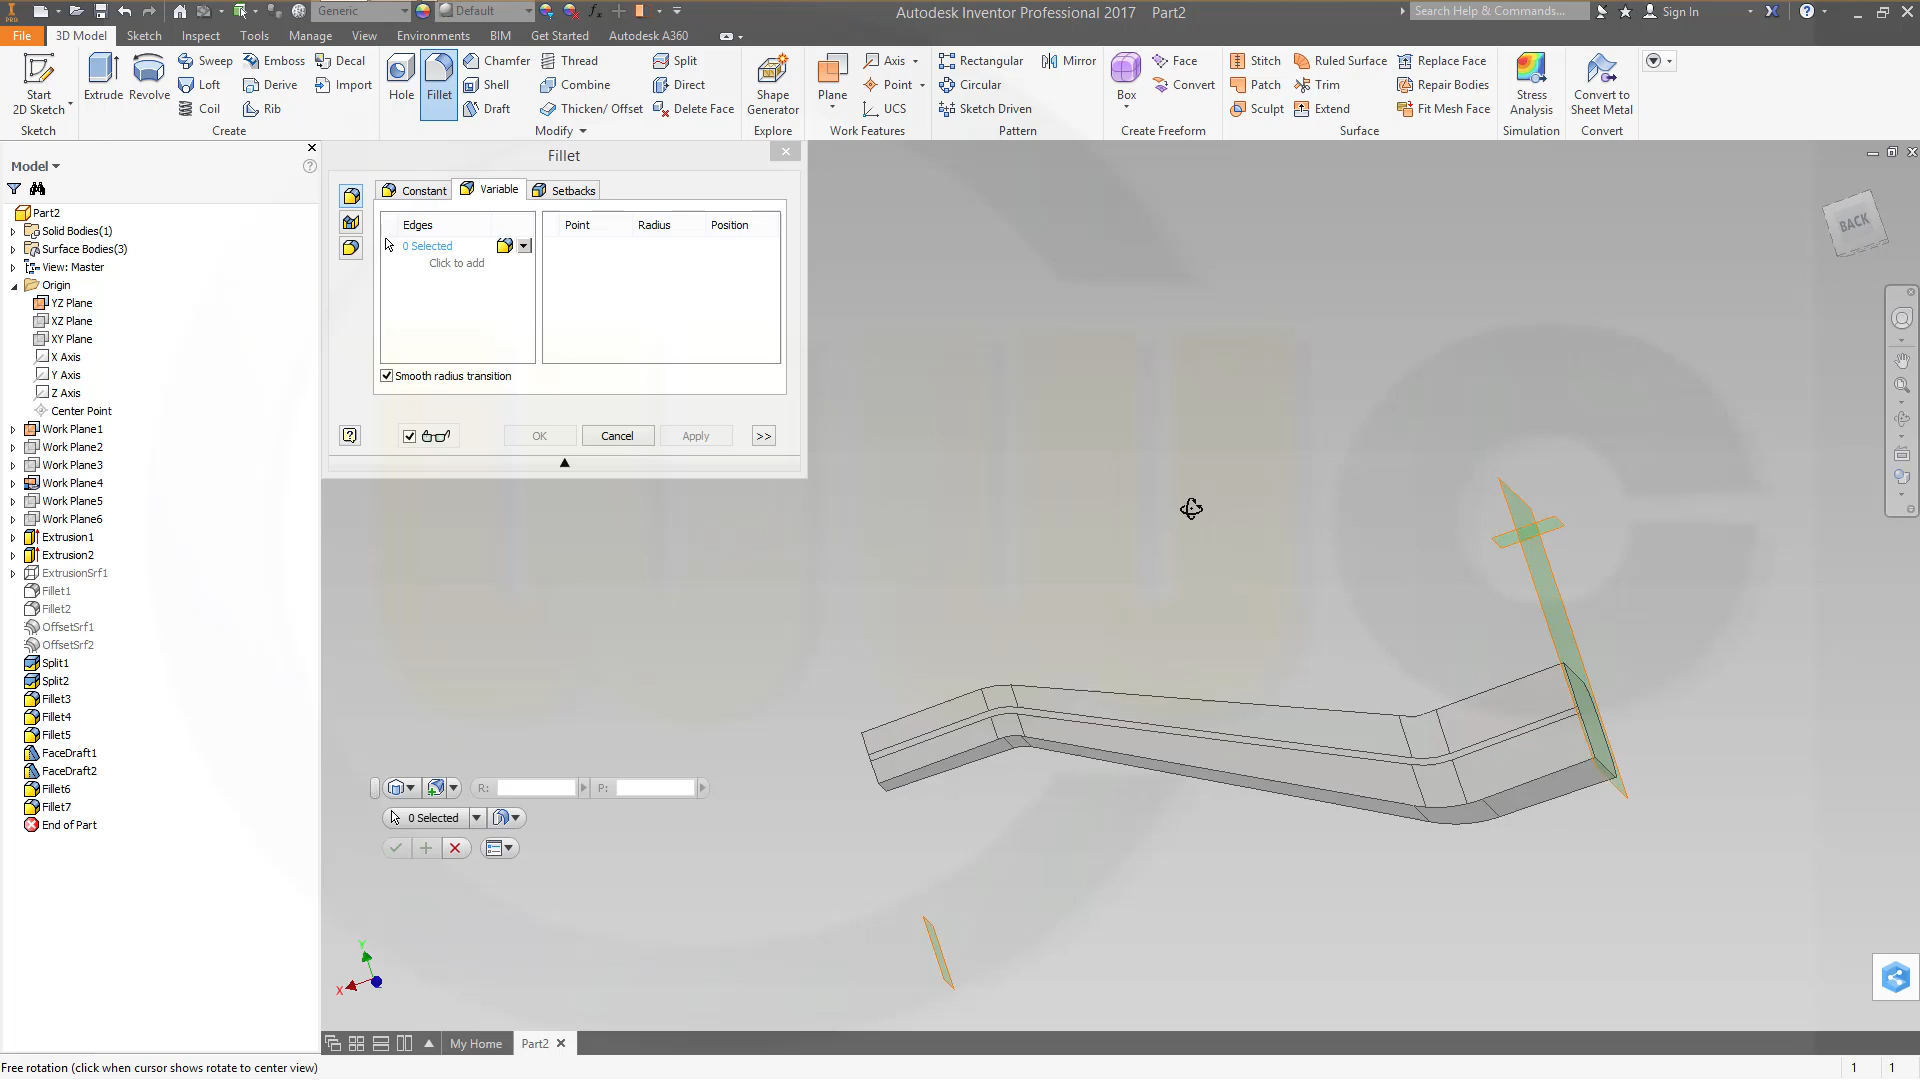 PRO
Generic
Default
Autodesk Inventor Professional 2017 Part2
Search Help & Commands...
Sign In
File
3D Model
Sketch
Inspect
Tools
Manage
View
Environments
BIM
Get Started
Autodesk A360
Start
2D Sketch
Sketch
Extrude
Revolve
Sweep
Loft
Coil
Emboss
Derive
Rib
Decal
Import
Create
Hole
Fillet
Chamfer
Shell
Draft
Thread
Combine
Thicken/ Offset
Split
Direct
Delete Face
Modify
Shape
Generator
Explore
Plane
Axis
Point
UCS
Work Features
Rectangular
Circular
Sketch Driven
Mirror
Pattern
Box
Face
Convert
Create Freeform
Stitch
Patch
Sculpt
Ruled Surface
Trim
Extend
Replace Face
Repair Bodies
Fit Mesh Face
Surface
Stress
Analysis
Simulation
Convert to
Sheet Metal
Convert
Model
Part2
Solid Bodies(1)
Surface Bodies(3)
View: Master
Origin
YZ Plane
XZ Plane
XY Plane
X Axis
Y Axis
Z Axis
Center Point
Work Plane1
Work Plane2
Work Plane3
Work Plane4
Work Plane5
Work Plane6
Extrusion1
Extrusion2
ExtrusionSrf1
Fillet1
Fillet2
OffsetSrf1
OffsetSrf2
Split1
Split2
Fillet3
Fillet4
Fillet5
FaceDraft1
FaceDraft2
Fillet6
Fillet7
End of Part
Fillet
Constant
Variable
Setbacks
Edges
0 Selected
Click to add
Point Radius Position
Smooth radius transition
OK
Cancel
Apply
>>
BACK
R:
P:
0 Selected
Y
X
My Home
Part2
Free rotation (click when cursor shows rotate to center view)
1 1